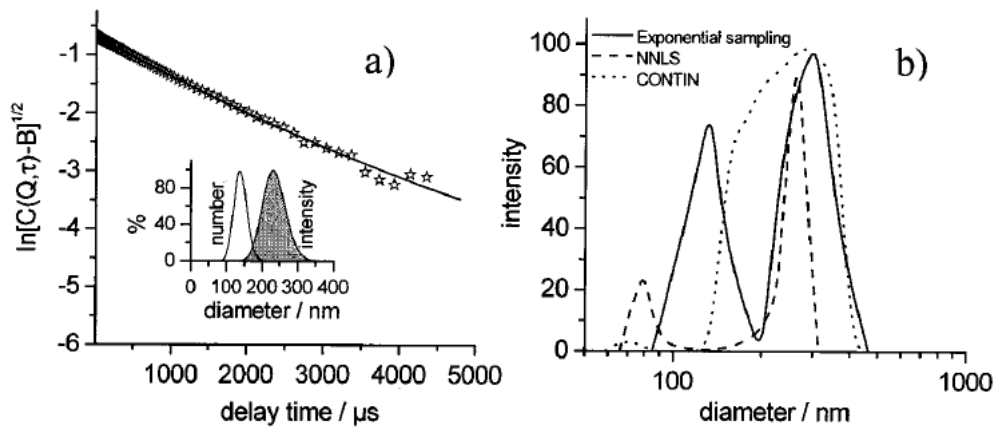 a)
-1
-2
-3
-4
-5
-6
ln[C(Q,τ)-B]^{1/2}
1000 2000 3000 4000 5000
delay time / µs
80
40
0
%
number
intensity
0 100 200 300 400
diameter / nm
b)
Exponential sampling
NNLS
CONTIN
100
80
60
40
20
0
intensity
100 1000
diameter / nm